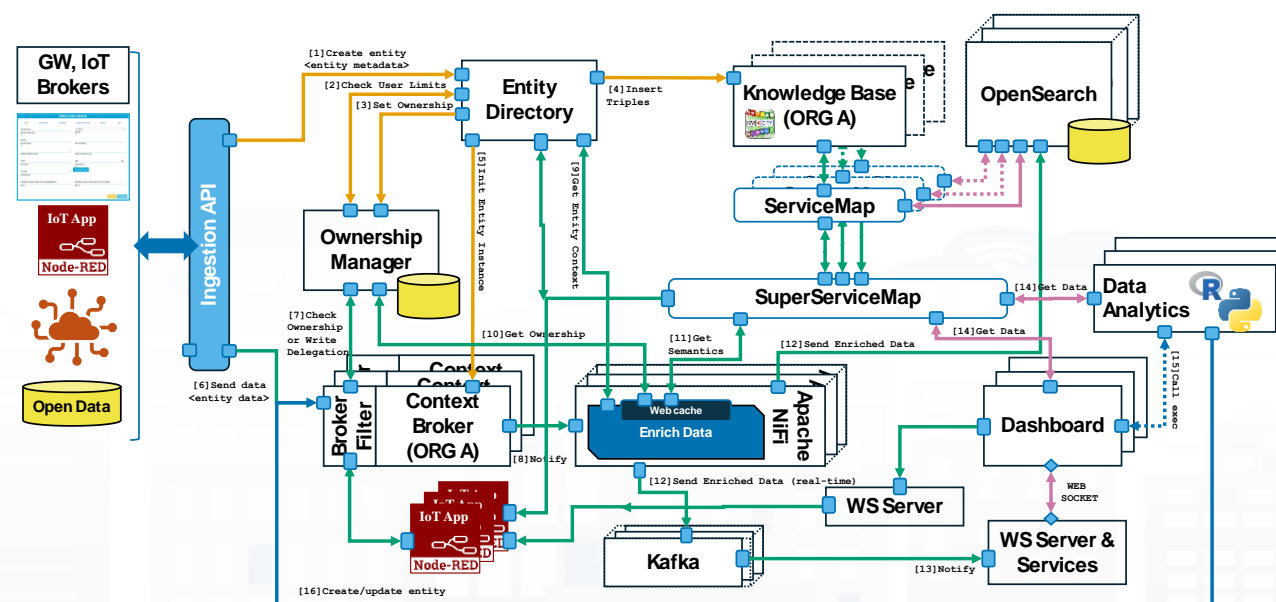 GW, IoT
Brokers
IoT App
Node-RED
Open Data
Ingestion API
[1]Create entity
<entity metadata>
[2]Check User Limits
[3]Set Ownership
Entity
Directory
[4]Insert
Triples
Knowledge Base
(ORG A)
e
e
OpenSearch
ServiceMap
[5]Init Entity Instance
[9]Get Entity Context
Ownership
Manager
SuperServiceMap
[14]Get Data
Data
Analytics
R
[7]Check
Ownership
or Write
Delegation
[10]Get Ownership
[11]Get
Semantics
[12]Send Enriched Data
[14]Get Data
[15]Call exec
[6]Send data
<entity data>
Broker
Filter
Context
Context
Broker
(ORG A)
[8]Notify
Web cache
Enrich Data
Apache
NiFi
Dashboard
[12]Send Enriched Data (real-time)
WS Server
WEB
SOCKET
IoT App
IoT App
IoT App
Node-RED
Kafka
[13]Notify
WS Server &
Services
[16]Create/update entity